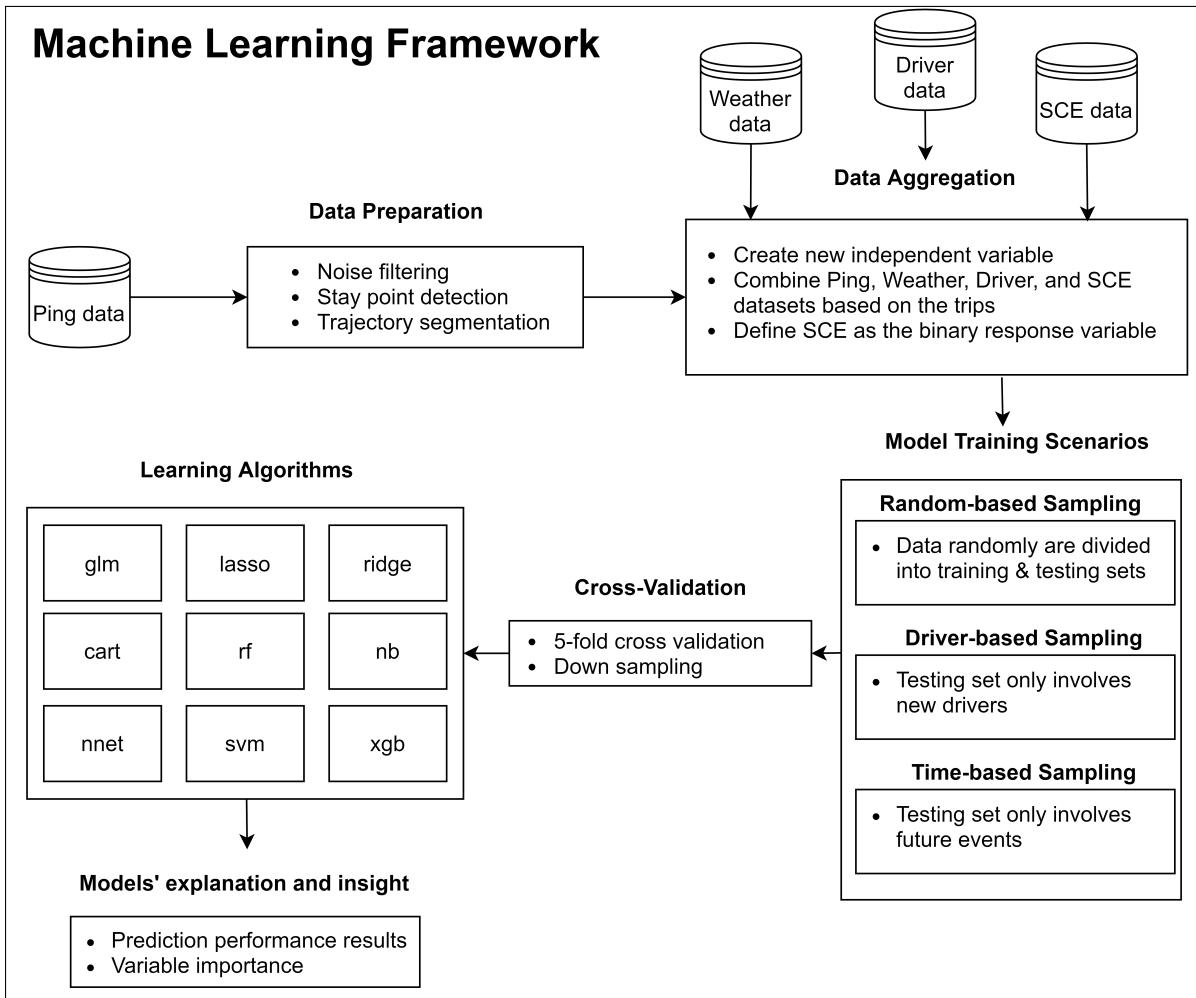 Machine Learning Framework
Weather
data
Driver
data
SCE data
Data Aggregation
Data Preparation
Ping data
• Noise filtering
• Stay point detection
• Trajectory segmentation
• Create new independent variable
• Combine Ping, Weather, Driver, and SCE
datasets based on the trips
• Define SCE as the binary response variable
Model Training Scenarios
Random-based Sampling
• Data randomly are divided
into training & testing sets
Driver-based Sampling
• Testing set only involves
new drivers
Time-based Sampling
• Testing set only involves
future events
Cross-Validation
• 5-fold cross validation
• Down sampling
Learning Algorithms
glm
lasso
ridge
cart
rf
nb
nnet
svm
xgb
Models' explanation and insight
• Prediction performance results
• Variable importance